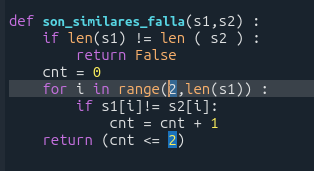 def son_similares_falla(s1,s2) :
    if len(s1) != len ( s2 ) :
        return False
    cnt = 0
    for i in range(2,len(s1)) :
        if s1[i]!= s2[i]:
            cnt = cnt + 1
    return (cnt <= 2)